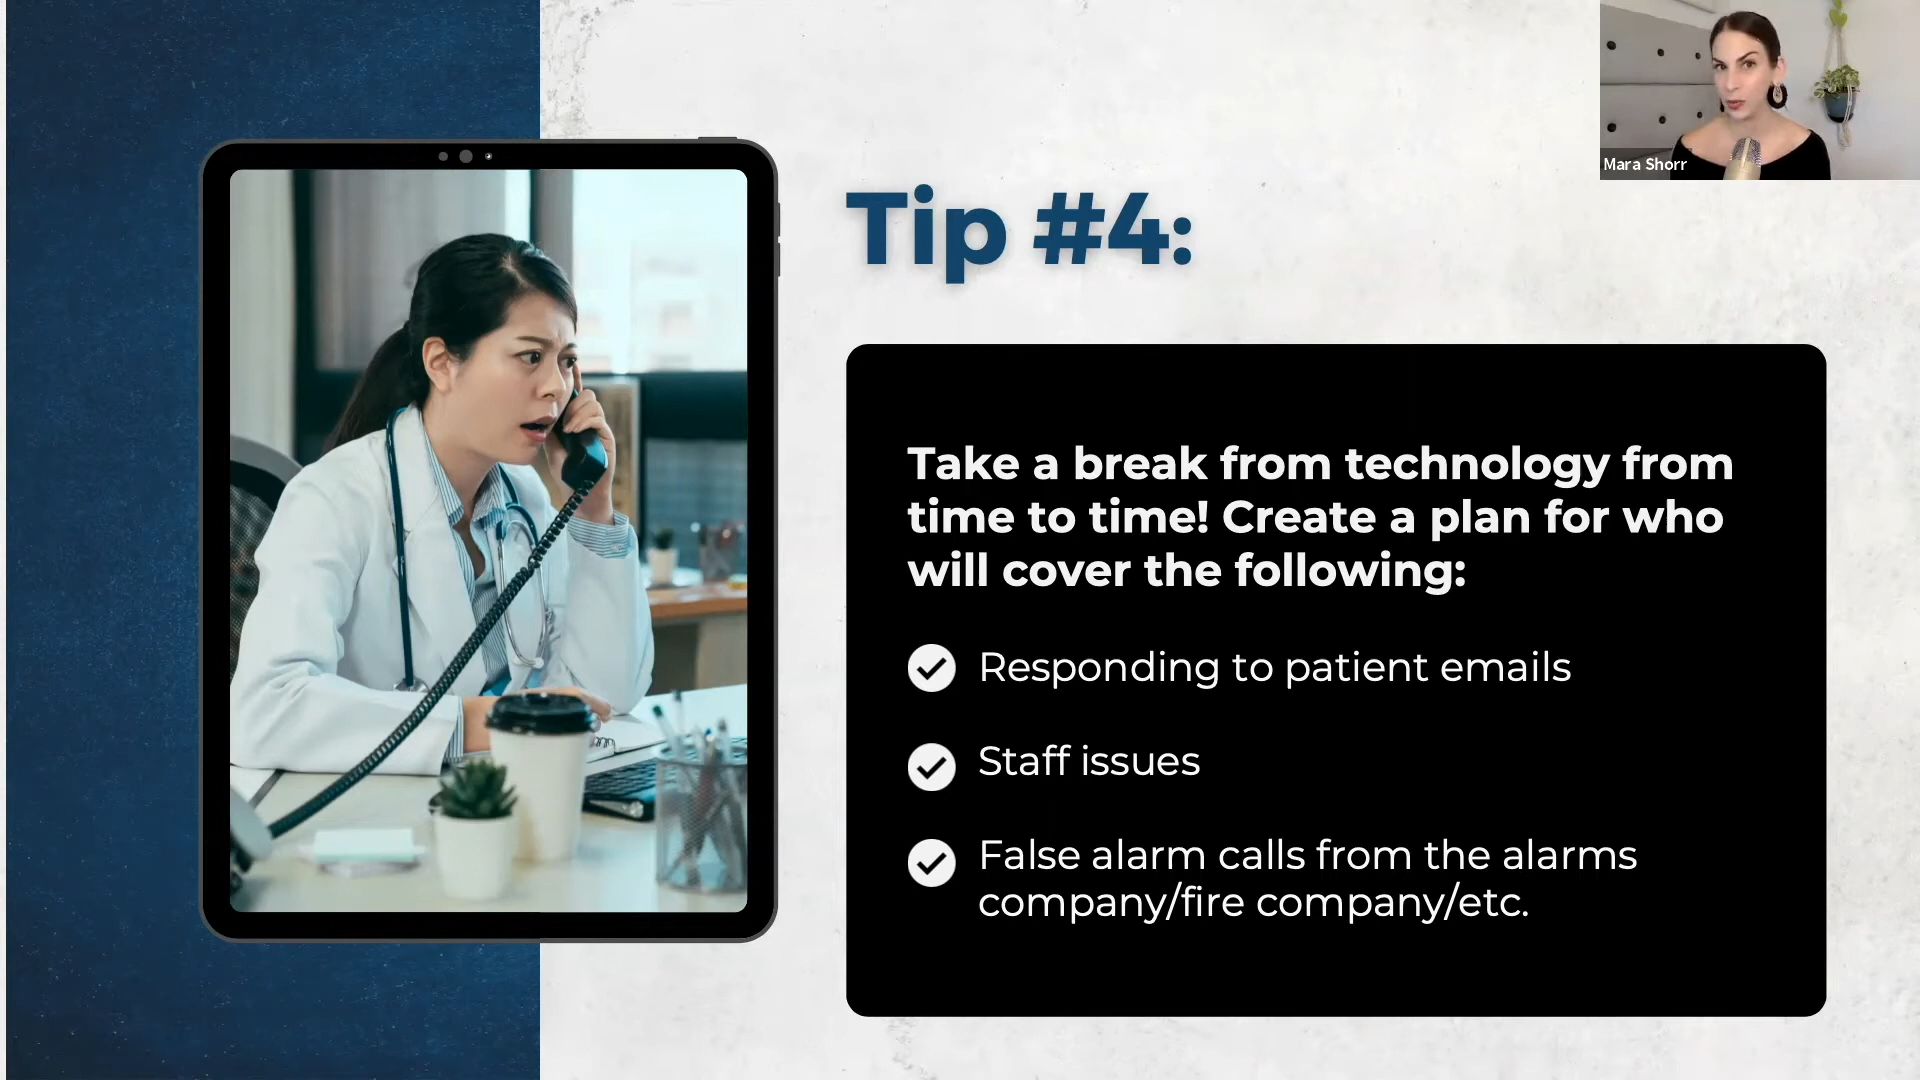 Mara Shorr
Tip #4:
Take a break from technology from
time to time! Create a plan for who
will cover the following:
Responding to patient emails
Staff issues
False alarm calls from the alarms
company/fire company/etc.